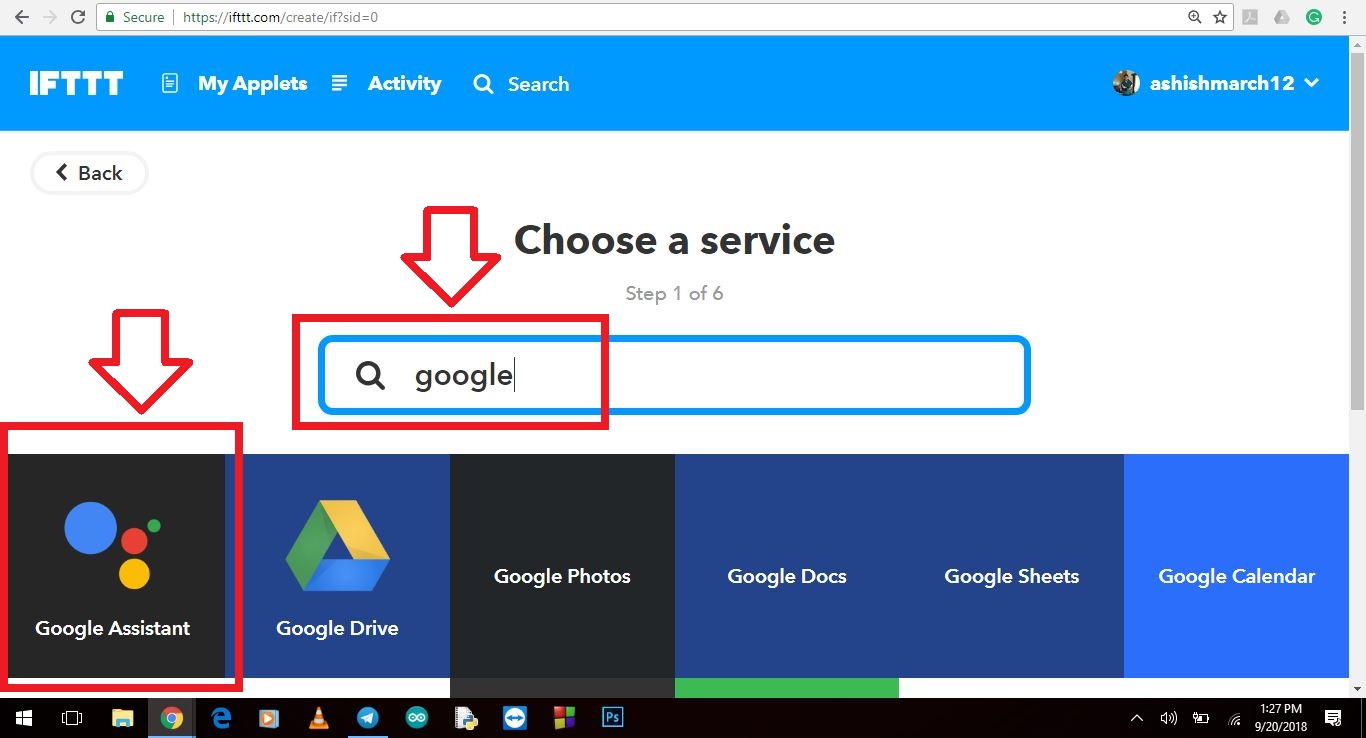 Secure
https://ifttt.com/create/if?sid=0
IFTTT
My Applets
Activity
Search
ashishmarch12
Back
Choose a service
Step 1 of 6
google
Google Assistant
Google Drive
Google Photos
Google Docs
Google Sheets
Google Calendar
Ps
1:27 PM
9/20/2018